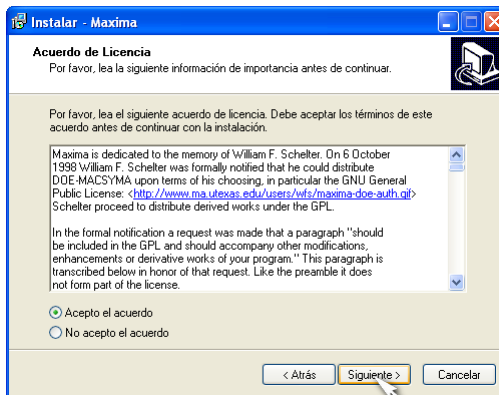 Instalar - Maxima
Acuerdo de Licencia
Por favor, lea la siguiente información de importancia antes de continuar.
Por favor, lea el siguiente acuerdo de licencia. Debe aceptar los términos de este
acuerdo antes de continuar con la instalación.
Maxima is dedicated to the memory of William F. Schelter. On 6 October
1998 William F. Schelter was formally notified that he could distribute
DOE-MACSYMA upon terms of his choosing, in particular the GNU General
Public License: <http://www.ma.utexas.edu/users/wfs/maxima-doe-auth.gif>
Schelter proceed to distribute derived works under the GPL.
In the formal notification a request was made that a paragraph "should
be included in the GPL and should accompany other modifications,
enhancements or derivative works of your program." This paragraph is
transcribed below in honor of that request. Like the preamble it does
not form part of the license.
Acepto el acuerdo
No acepto el acuerdo
< Atrás Siguiente > Cancelar